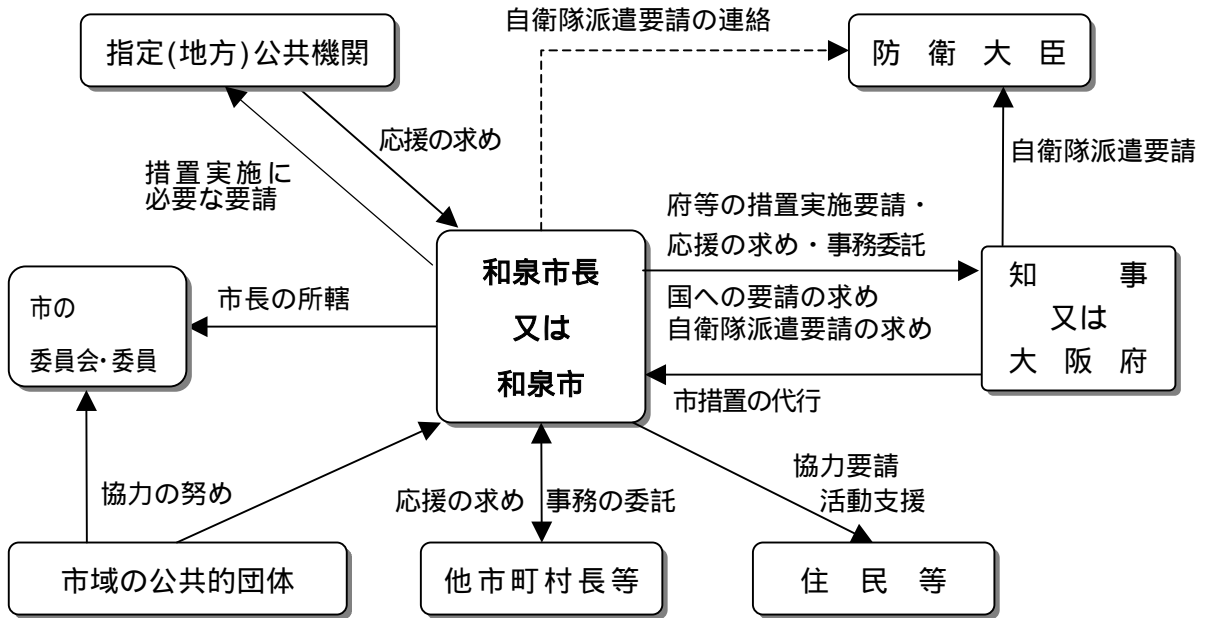 自衛隊派遣要請の連絡
指定(地方)公共機関
防衛大臣
応援の求め
自衛隊派遣要請
措置実施に
必要な要請
府等の措置実施要請・
応援の求め・事務委託
和泉市長
又は
和泉市
知事
又は
大阪府
市の
委員会・委員
市長の所轄
国への要請の求め
自衛隊派遣要請の求め
市措置の代行
協力の努め
応援の求め
事務の委託
協力要請
活動支援
市域の公共的団体
他市町村長等
住民等